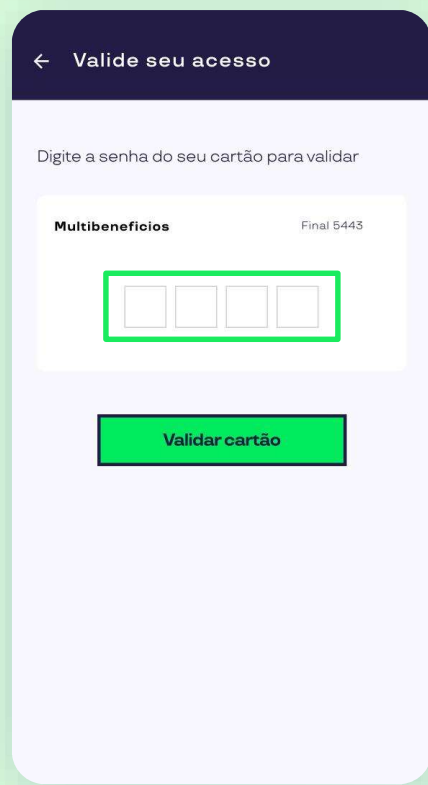 Valide seu acesso
Digite a senha do seu cartão para validar
Multibeneficios Final 5443
Validar cartão